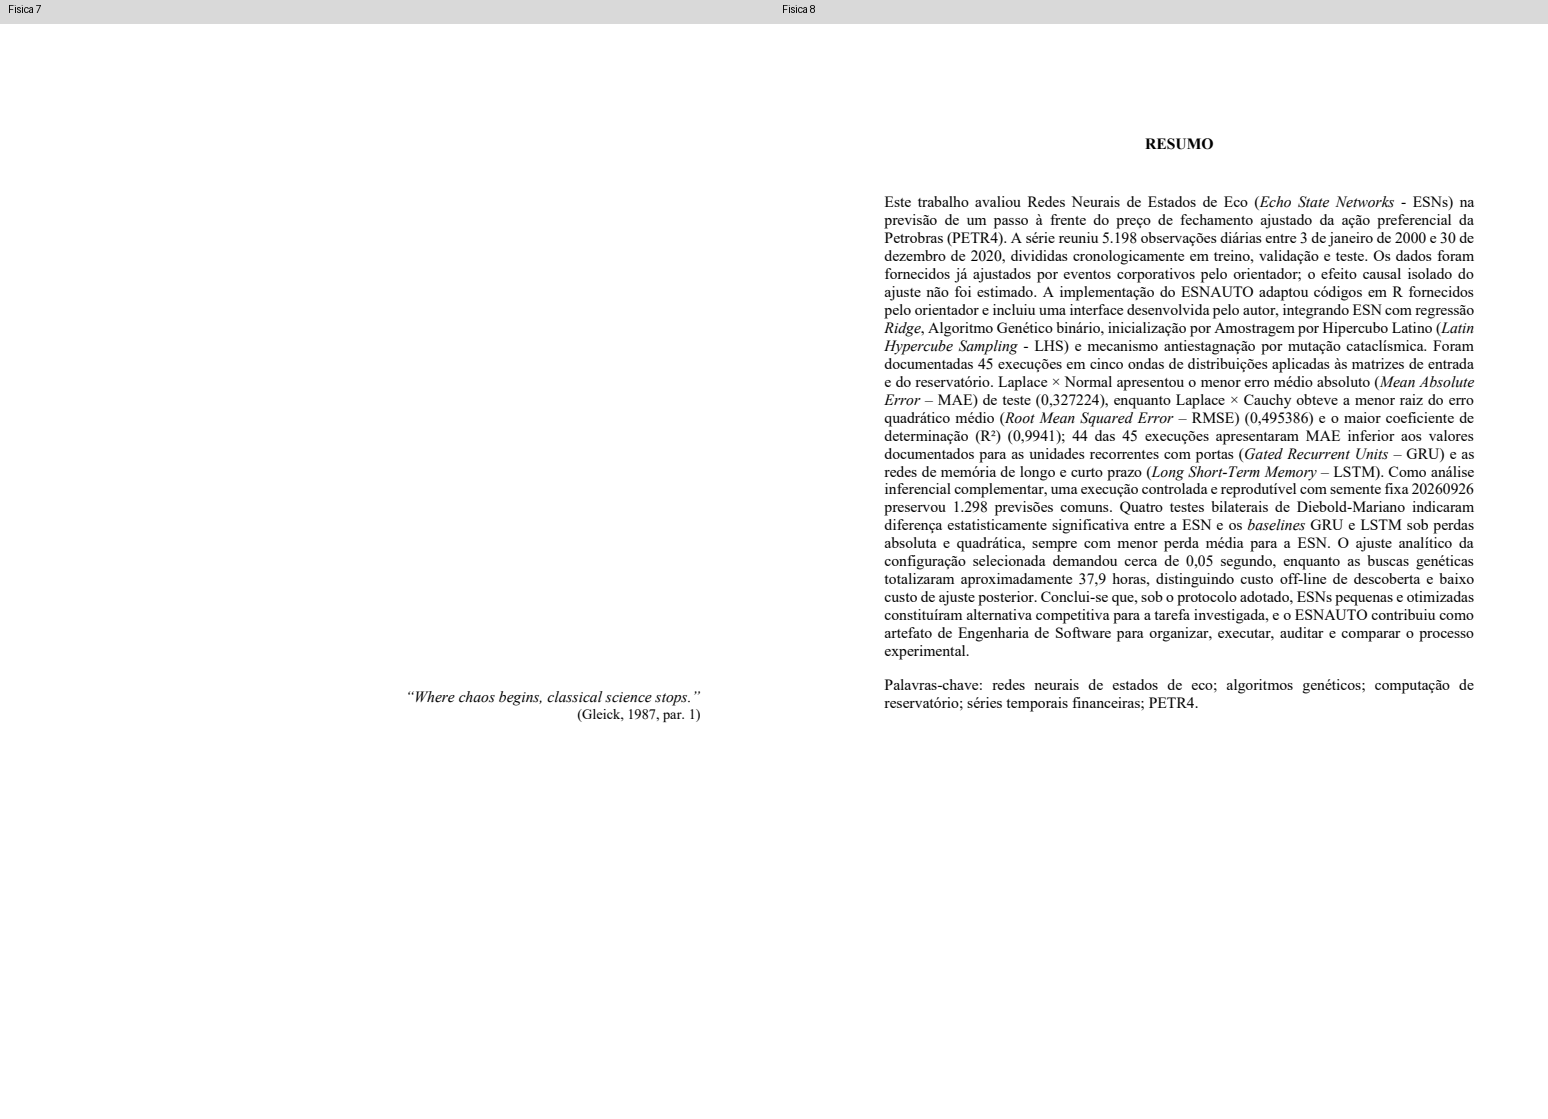 Fisica 7
Fisica 8
“Where chaos begins, classical science stops.”
(Gleick, 1987, par. 1)
RESUMO
Este trabalho avaliou Redes Neurais de Estados de Eco (Echo State Networks - ESNs) na
previsão de um passo à frente do preço de fechamento ajustado da ação preferencial da
Petrobras (PETR4). A série reuniu 5.198 observações diárias entre 3 de janeiro de 2000 e 30 de
dezembro de 2020, divididas cronologicamente em treino, validação e teste. Os dados foram
fornecidos já ajustados por eventos corporativos pelo orientador; o efeito causal isolado do
ajuste não foi estimado. A implementação do ESNAUTO adaptou códigos em R fornecidos
pelo orientador e incluiu uma interface desenvolvida pelo autor, integrando ESN com regressão
Ridge, Algoritmo Genético binário, inicialização por Amostragem por Hipercubo Latino (Latin
Hypercube Sampling - LHS) e mecanismo antiestagnação por mutação cataclísmica. Foram
documentadas 45 execuções em cinco ondas de distribuições aplicadas às matrizes de entrada
e do reservatório. Laplace × Normal apresentou o menor erro médio absoluto (Mean Absolute
Error – MAE) de teste (0,327224), enquanto Laplace × Cauchy obteve a menor raiz do erro
quadrático médio (Root Mean Squared Error – RMSE) (0,495386) e o maior coeficiente de
determinação (R²) (0,9941); 44 das 45 execuções apresentaram MAE inferior aos valores
documentados para as unidades recorrentes com portas (Gated Recurrent Units – GRU) e as
redes de memória de longo e curto prazo (Long Short-Term Memory – LSTM). Como análise
inferencial complementar, uma execução controlada e reprodutível com semente fixa 20260926
preservou 1.298 previsões comuns. Quatro testes bilaterais de Diebold-Mariano indicaram
diferença estatisticamente significativa entre a ESN e os baselines GRU e LSTM sob perdas
absoluta e quadrática, sempre com menor perda média para a ESN. O ajuste analítico da
configuração selecionada demandou cerca de 0,05 segundo, enquanto as buscas genéticas
totalizaram aproximadamente 37,9 horas, distinguindo custo off-line de descoberta e baixo
custo de ajuste posterior. Conclui-se que, sob o protocolo adotado, ESNs pequenas e otimizadas
constituíram alternativa competitiva para a tarefa investigada, e o ESNAUTO contribuiu como
artefato de Engenharia de Software para organizar, executar, auditar e comparar o processo
experimental.
Palavras-chave: redes neurais de estados de eco; algoritmos genéticos; computação de
reservatório; séries temporais financeiras; PETR4.